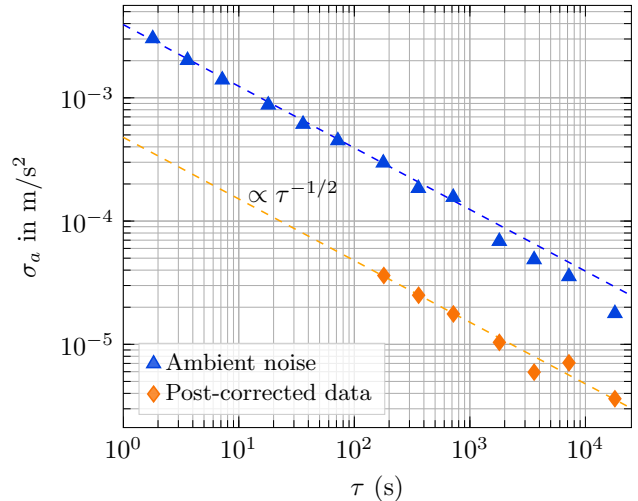 10⁻³
10⁻⁴
10⁻⁵
σₐ in m/s²
∝ τ⁻¹/²
Ambient noise
Post-corrected data
10⁰ 10¹ 10² 10³ 10⁴
τ (s)